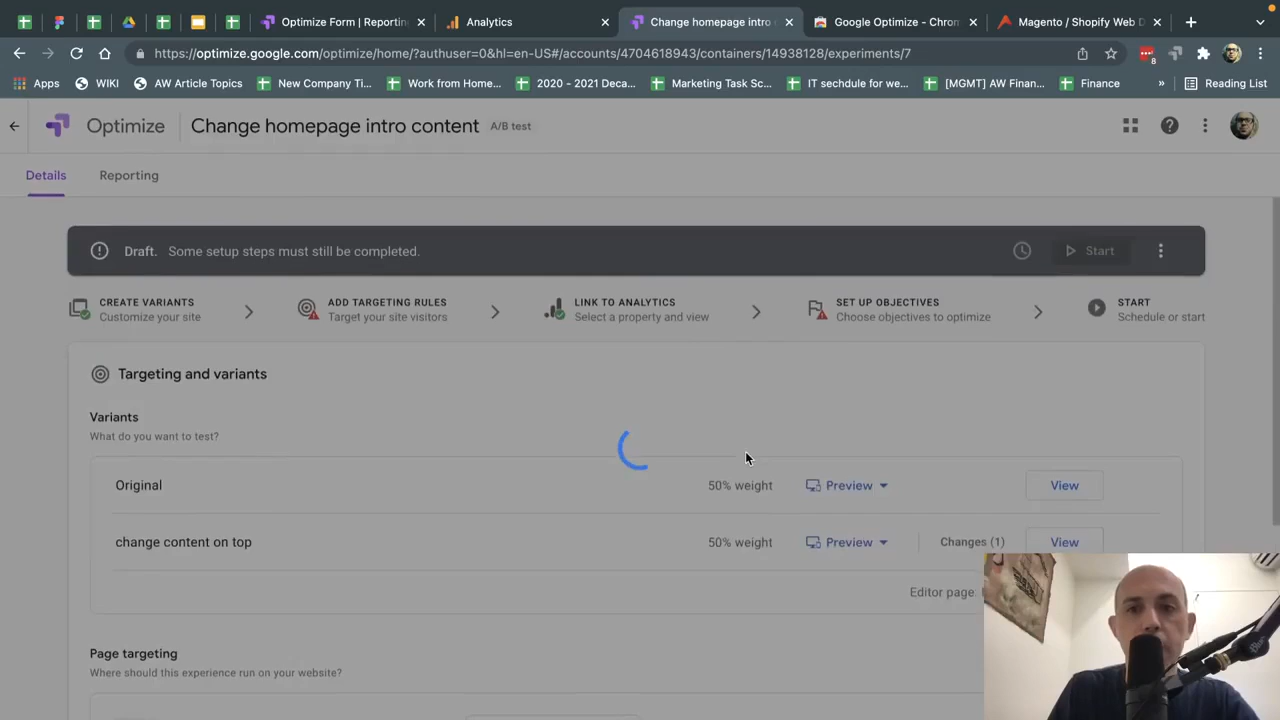 Optimize Form | Reportin
Analytics
Change homepage intro
Google Optimize - Chrom
Magento / Shopify Web D
https://optimize.google.com/optimize/home/?authuser=0&hl=en-US#/accounts/4704618943/containers/14938128/experiments/7
8
Apps
WIKI
AW Article Topics
New Company Ti...
Work from Home...
2020 - 2021 Deca...
Marketing Task Sc...
IT sechdule for we...
[MGMT] AW Finan...
Finance
»
Reading List
Optimize
Change homepage intro content
A/B test
Details
Reporting
Draft. Some setup steps must still be completed.
Start
CREATE VARIANTS
Customize your site
ADD TARGETING RULES
Target your site visitors
LINK TO ANALYTICS
Select a property and view
SET UP OBJECTIVES
Choose objectives to optimize
START
Schedule or start
Targeting and variants
Variants
What do you want to test?
Original
50% weight
Preview
View
change content on top
50% weight
Preview
Changes (1)
View
Editor page
Page targeting
Where should this experience run on your website?